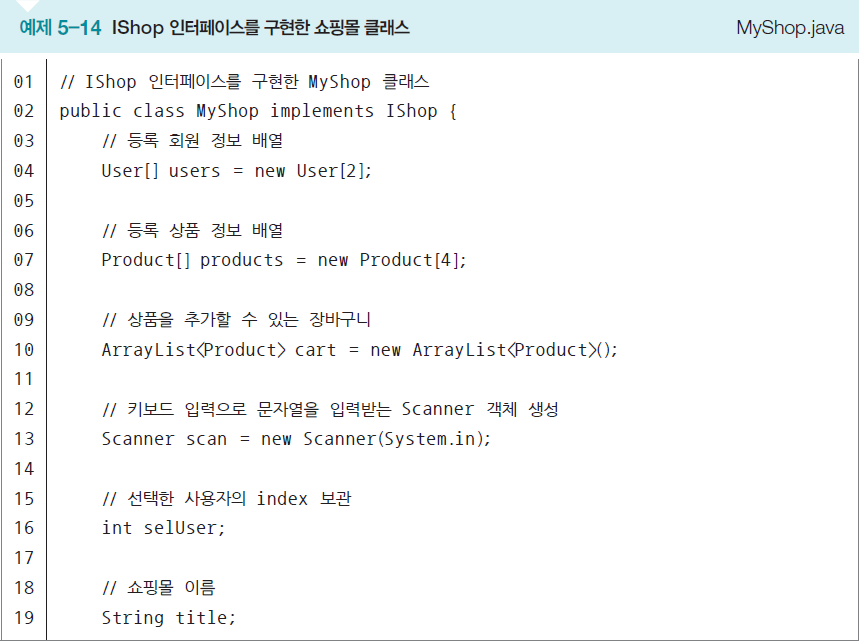 예제 5-14 IShop 인터페이스를 구현한 쇼핑몰 클래스 MyShop.java
01 // IShop 인터페이스를 구현한 MyShop 클래스
02 public class MyShop implements IShop {
03 // 등록 회원 정보 배열
04 User[] users = new User[2];
05
06 // 등록 상품 정보 배열
07 Product[] products = new Product[4];
08
09 // 상품을 추가할 수 있는 장바구니
10 ArrayList<Product> cart = new ArrayList<Product>();
11
12 // 키보드 입력으로 문자열을 입력받는 Scanner 객체 생성
13 Scanner scan = new Scanner(System.in);
14
15 // 선택한 사용자의 index 보관
16 int selUser;
17
18 // 쇼핑몰 이름
19 String title;